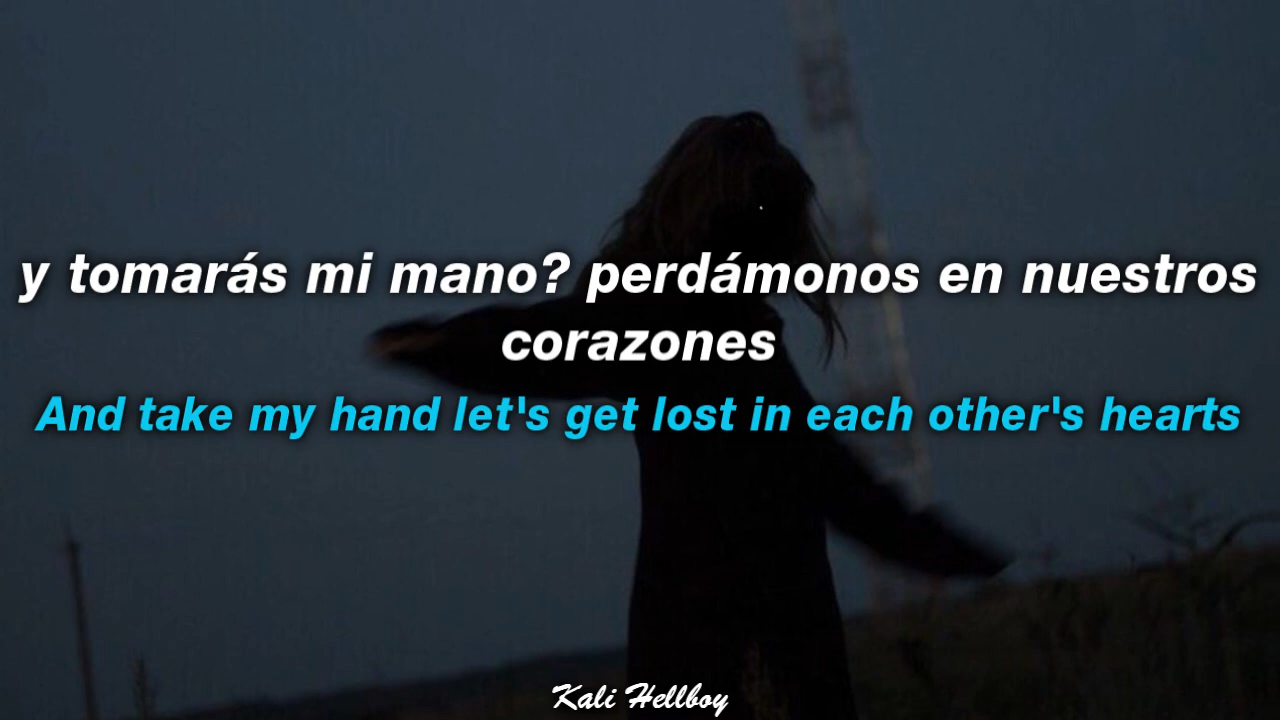 y tomarás mi mano? perdámonos en nuestros
corazones
And take my hand let's get lost in each other's hearts
Kali Hellboy